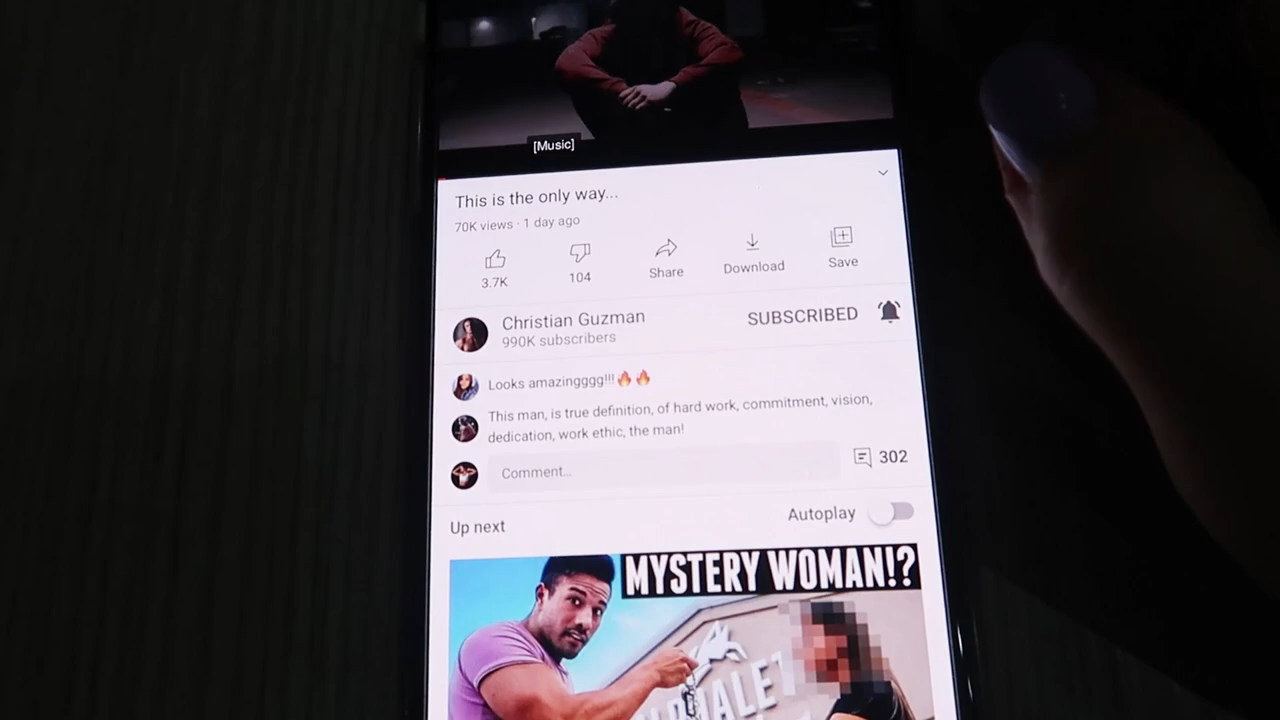 [Music]
This is the only way...
70K views · 1 day ago
3.7K
104
Share
Download
Save
Christian Guzman
SUBSCRIBED
990K subscribers
Looks amazingggg!!!🔥🔥
This man, is true definition, of hard work, commitment, vision,
dedication, work ethic, the man!
Comment...
302
Up next
Autoplay
MYSTERY WOMAN!?